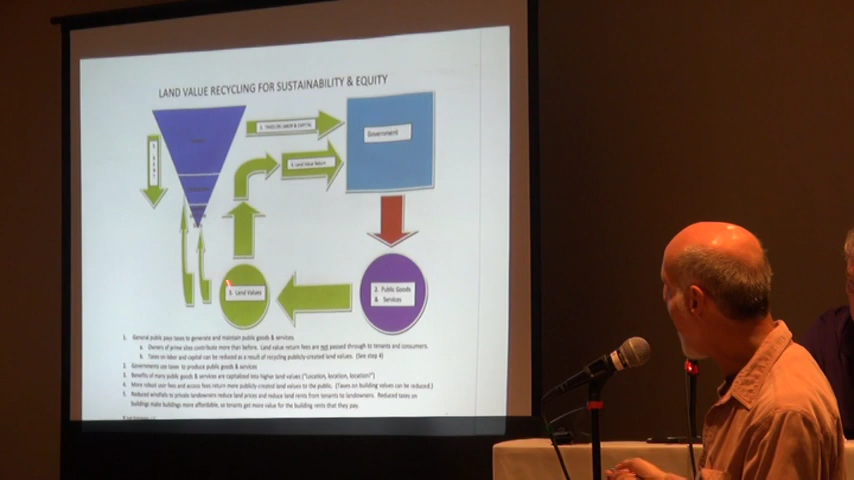 LAND VALUE RECYCLING FOR SUSTAINABILITY & EQUITY
1. TAXES ON LABOR & CAPITAL
Government
Land Value Return
3. Land Values
2. Public Goods
& Services
1. General public pays taxes to generate and maintain public goods & services.
a. Owners of prime sites contribute more than before. Land value return fees are not passed through to tenants and consumers.
b. Taxes on labor and capital can be reduced as a result of recycling publicly-created land values. (See step 4)
2. Governments use taxes to produce public goods & services
3. Benefits of many public goods & services are capitalized into higher land values ("Location, location, location!")
4. More robust user fees and access fees return more publicly-created land values to the public. (Taxes on building values can be reduced.)
5. Reduced windfalls to private landowners reduce land prices and reduce land rents from tenants to landowners. Reduced taxes on
buildings make buildings more affordable, so tenants get more value for the building rents that they pay.